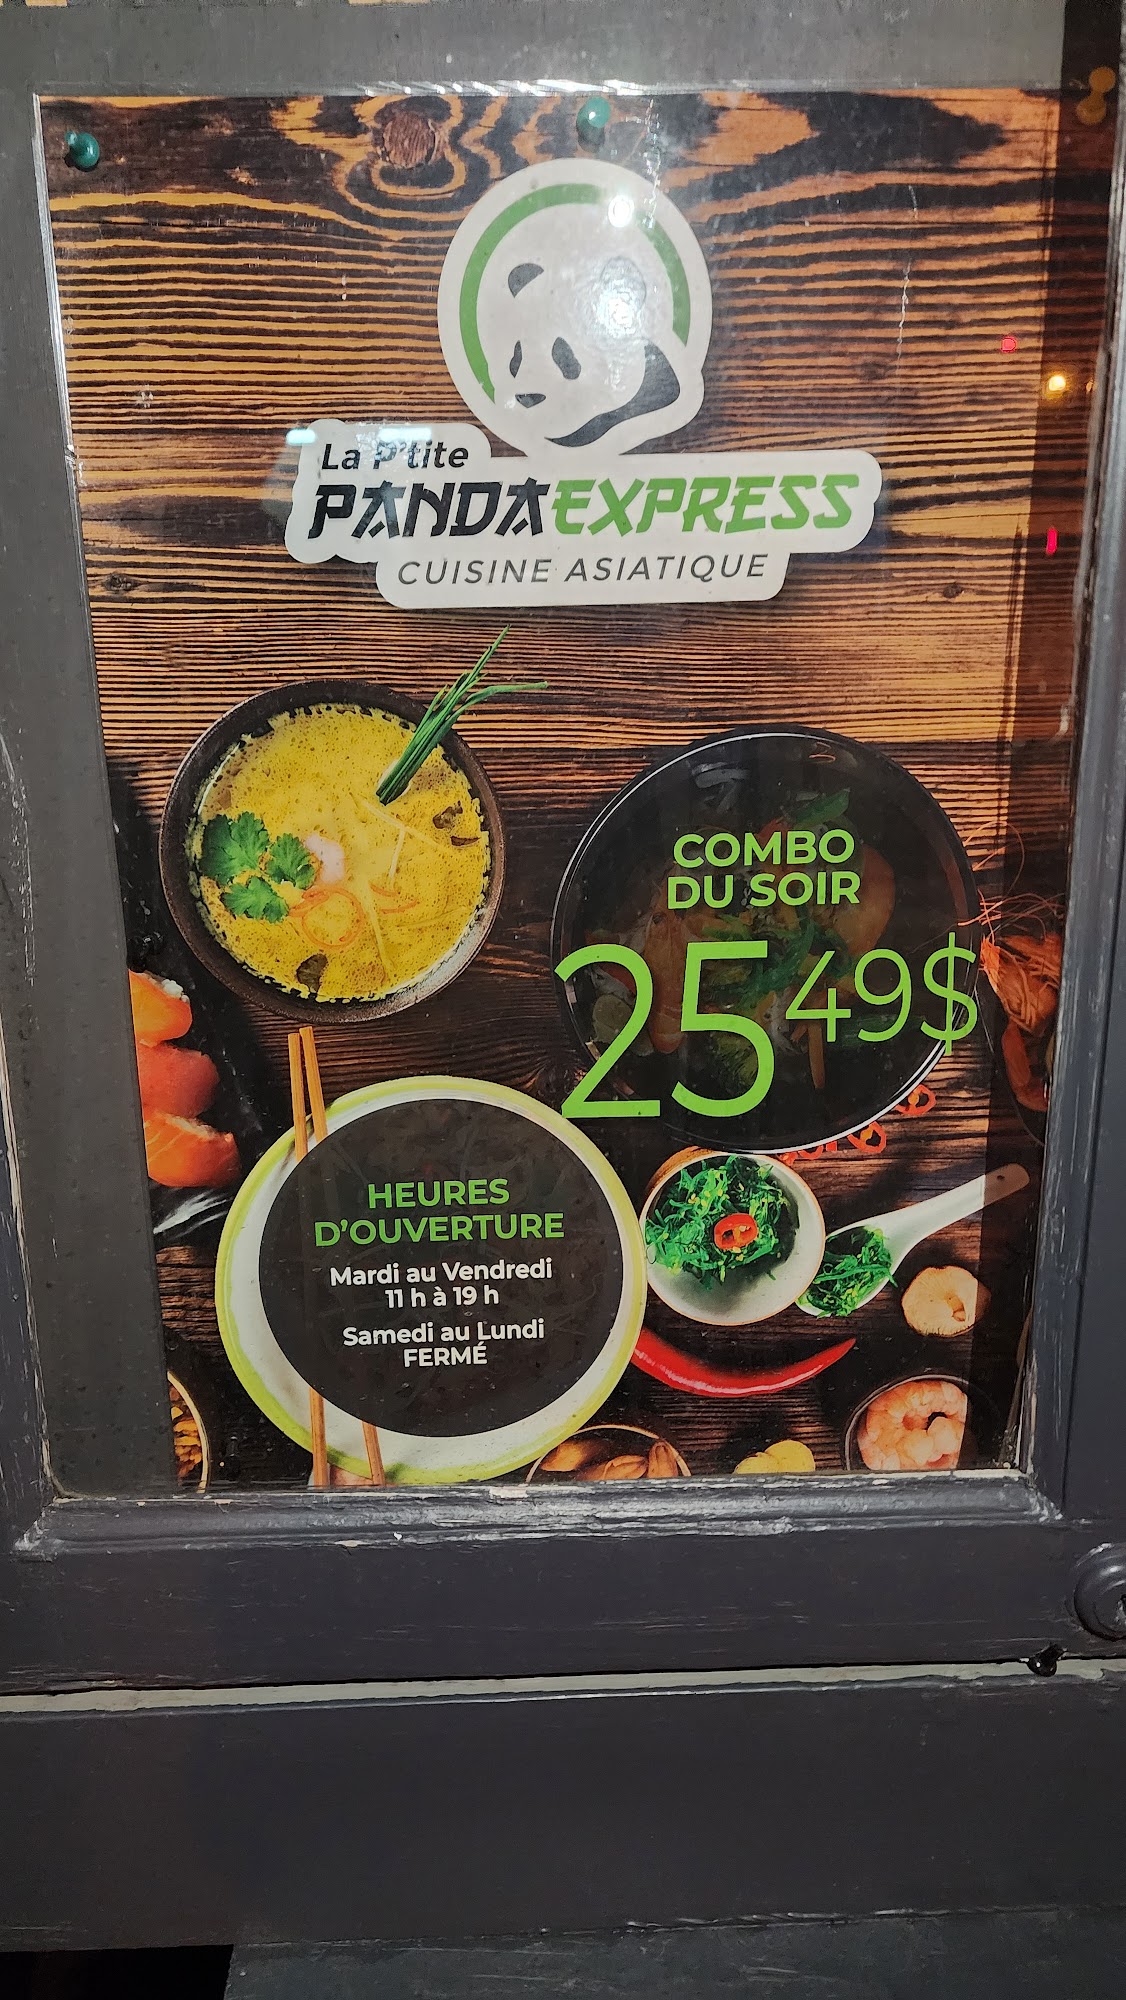 La P'tite
PANDAEXPRESS
CUISINE ASIATIQUE
COMBO
DU SOIR
25 49$
HEURES
D'OUVERTURE
Mardi au Vendredi
11 h à 19 h
Samedi au Lundi
FERMÉ